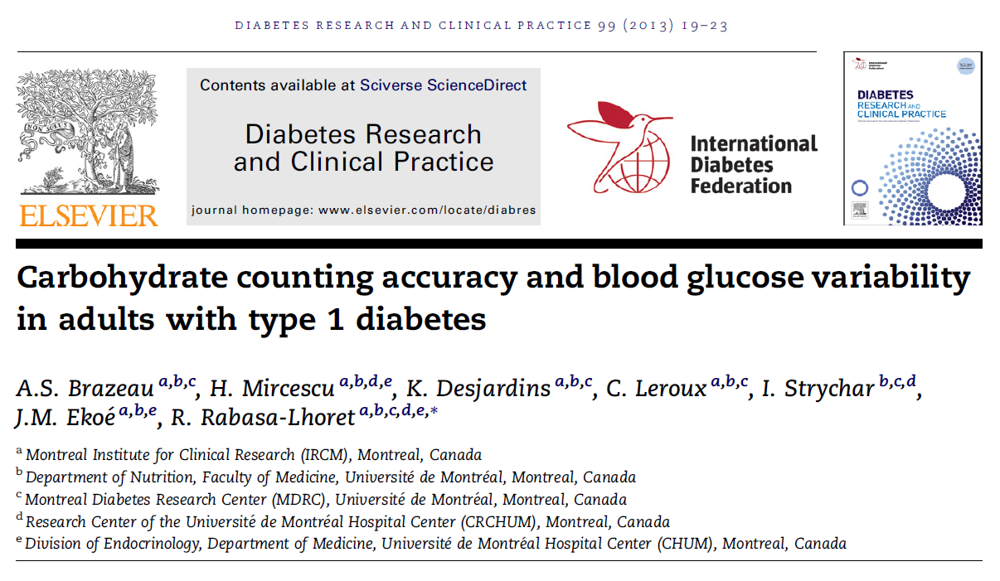 DIABETES RESEARCH AND CLINICAL PRACTICE 99 (2013) 19–23
NON SOLUS
ELSEVIER
Contents available at Sciverse ScienceDirect
Diabetes Research
and Clinical Practice
journal homepage: www.elsevier.com/locate/diabres
International
Diabetes
Federation
International
Diabetes
Federation
DIABETES
RESEARCH AND
CLINICAL PRACTICE
Carbohydrate counting accuracy and blood glucose variability
in adults with type 1 diabetes
A.S. Brazeau a,b,c, H. Mircescu a,b,d,e, K. Desjardins a,b,c, C. Leroux a,b,c, I. Strychar b,c,d,
J.M. Ekoé a,b,e, R. Rabasa-Lhoret a,b,c,d,e,*
a Montreal Institute for Clinical Research (IRCM), Montreal, Canada
b Department of Nutrition, Faculty of Medicine, Université de Montréal, Montreal, Canada
c Montreal Diabetes Research Center (MDRC), Université de Montréal, Montreal, Canada
d Research Center of the Université de Montréal Hospital Center (CRCHUM), Montreal, Canada
e Division of Endocrinology, Department of Medicine, Université de Montréal Hospital Center (CHUM), Montreal, Canada